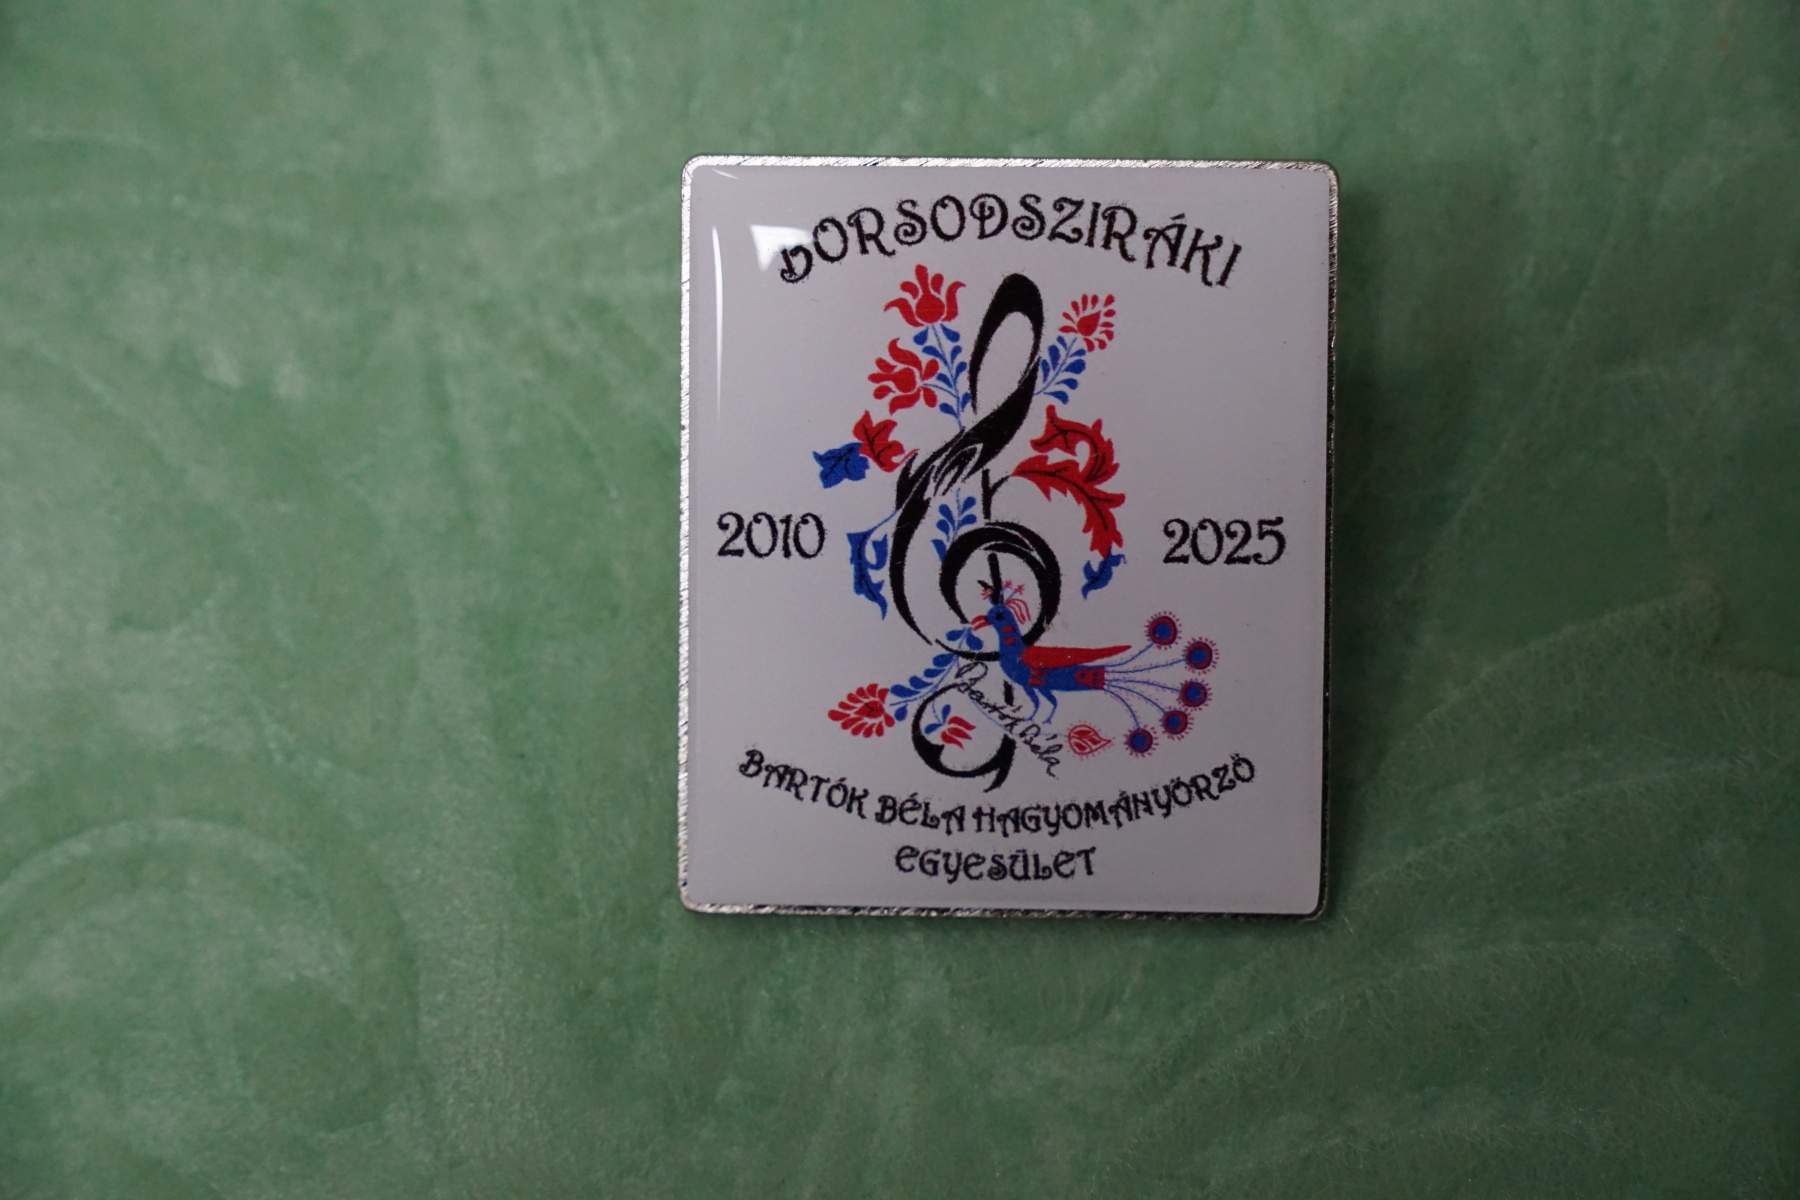 BORSODSZIRÁKI
2010
2025
Bartók Béla
BARTÓK BÉLA HAGYOMÁNYŐRZŐ
EGYESÜLET